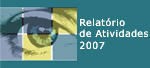 Relatório
de Atividades
2007